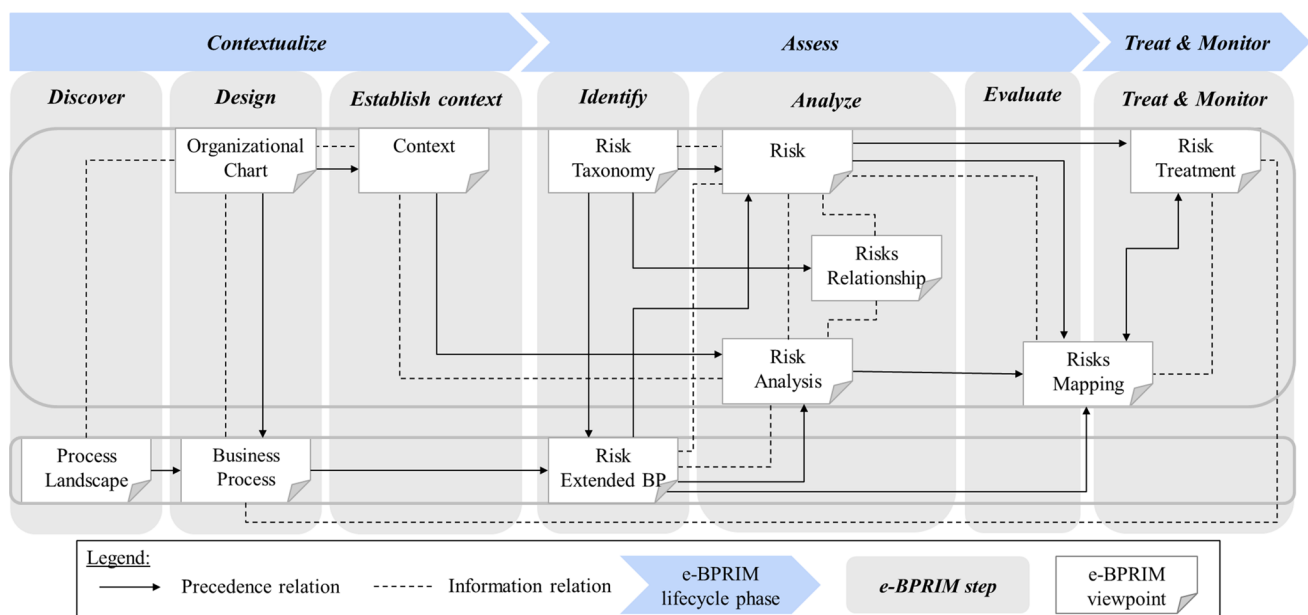 Contextualize
Assess
Treat & Monitor
Discover
Design
Establish context
Identify
Analyze
Evaluate
Treat & Monitor
Organizational
Chart
Context
Risk
Taxonomy
Risk
Risk
Treatment
Risks
Relationship
Risk
Analysis
Risks
Mapping
Process
Landscape
Business
Process
Risk
Extended BP
Legend:
Precedence relation
Information relation
e-BPRIM
lifecycle phase
e-BPRIM step
e-BPRIM
viewpoint